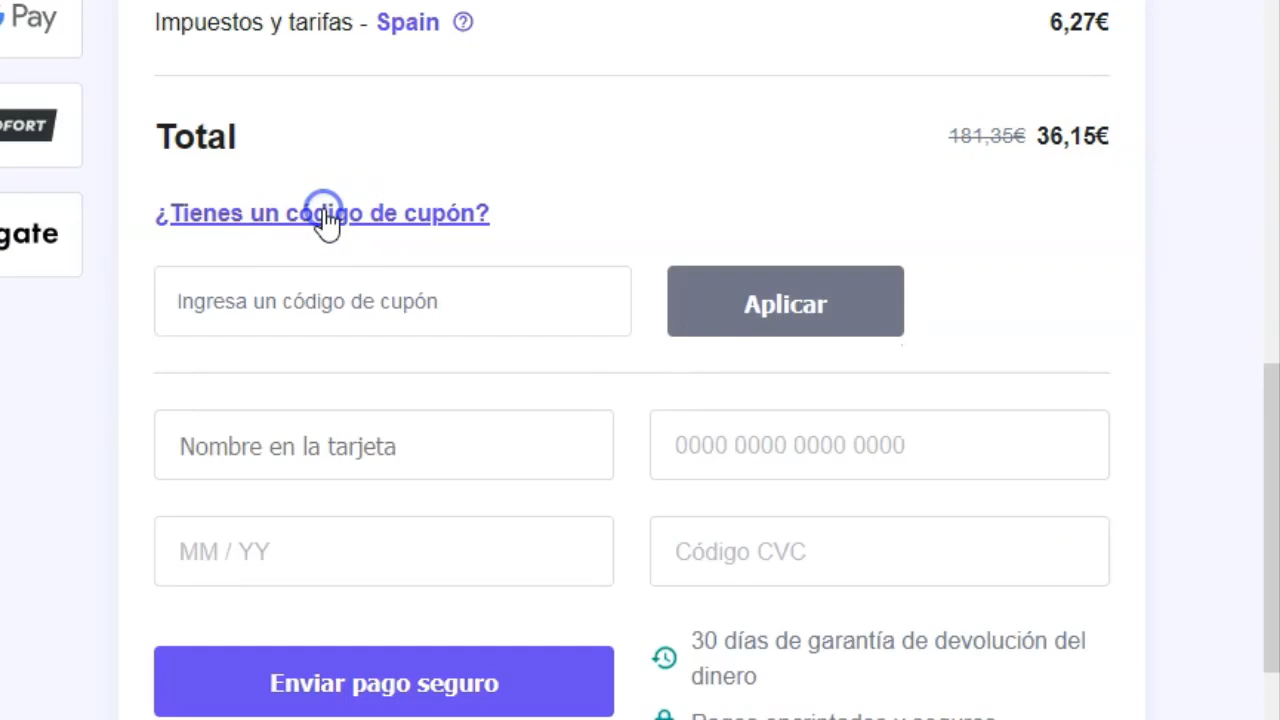 Pay
Impuestos y tarifas - Spain
6,27€
OFORT
Total
181,35€ 36,15€
¿Tienes un código de cupón?
gate
Ingresa un código de cupón
Aplicar
Nombre en la tarjeta
0000 0000 0000 0000
MM / YY
Código CVC
30 días de garantía de devolución del
dinero
Enviar pago seguro